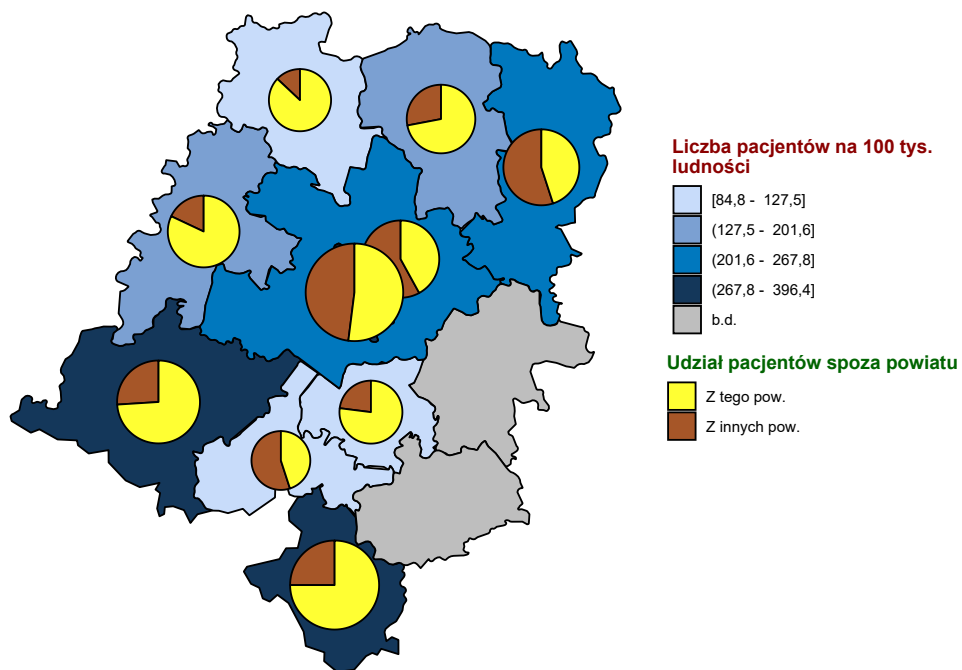 Liczba pacjentów na 100 tys.
ludności
[84,8 - 127,5]
(127,5 - 201,6]
(201,6 - 267,8]
(267,8 - 396,4]
b.d.
Udział pacjentów spoza powiatu
Z tego pow.
Z innych pow.